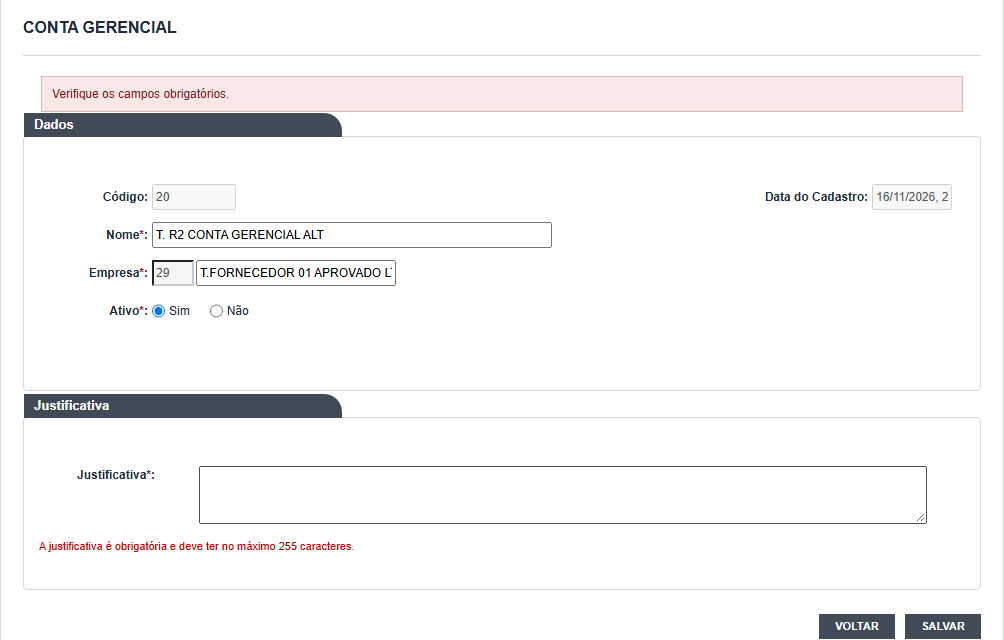 CONTA GERENCIAL
Verifique os campos obrigatórios.
Dados
Código: 20 Data do Cadastro: 16/11/2026, 2
Nome*: T. R2 CONTA GERENCIAL ALT
Empresa*: 29 T.FORNECEDOR 01 APROVADO L
Ativo*: Sim Não
Justificativa
Justificativa*:
A justificativa é obrigatória e deve ter no máximo 255 caracteres.
VOLTAR SALVAR